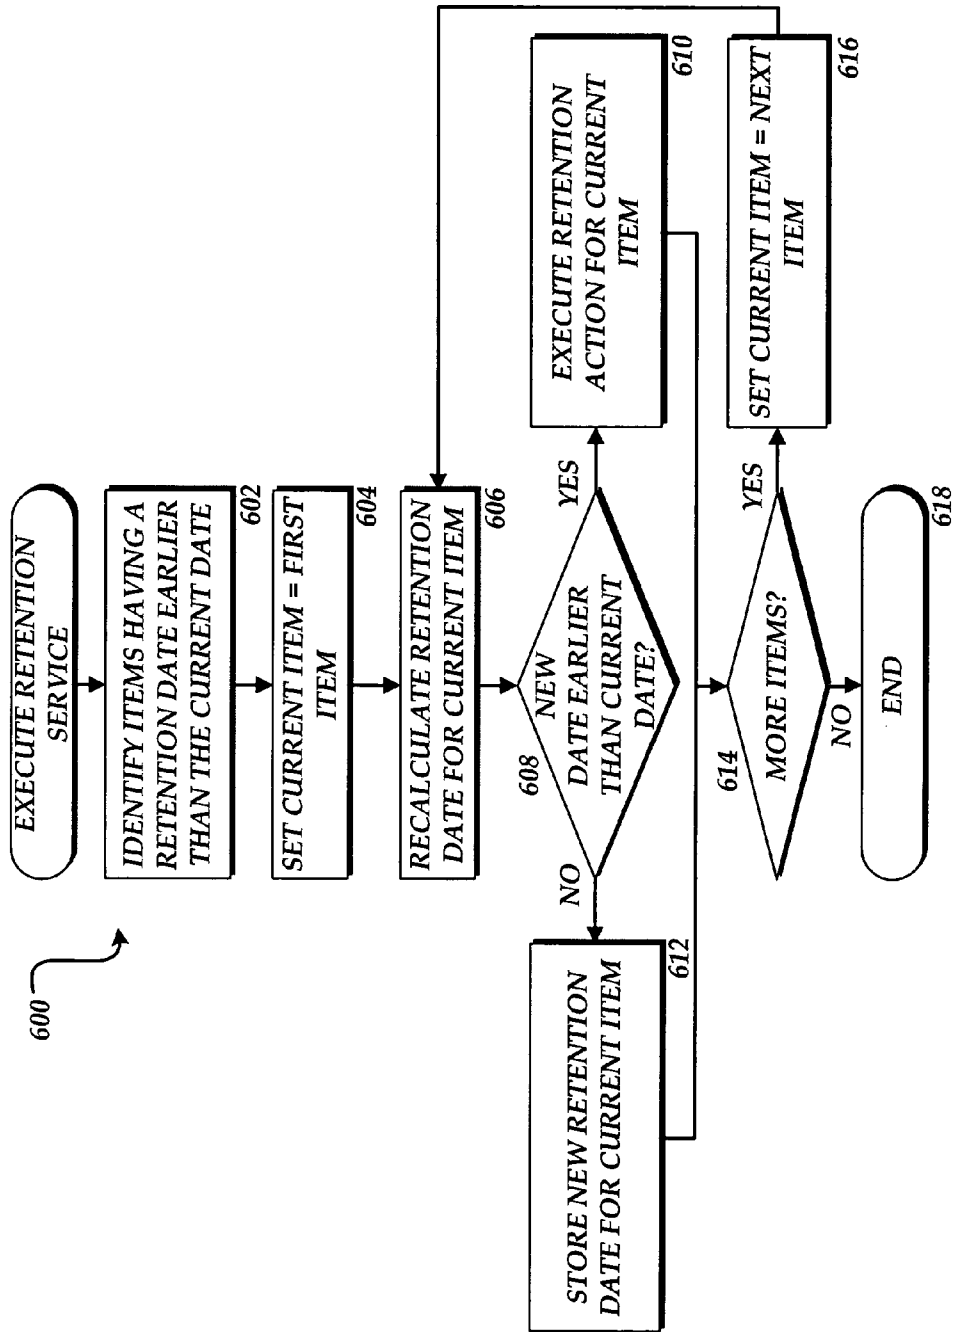 600
EXECUTE RETENTION
SERVICE
IDENTIFY ITEMS HAVING A
RETENTION DATE EARLIER
THAN THE CURRENT DATE
602
SET CURRENT ITEM = FIRST
ITEM
604
RECALCULATE RETENTION
DATE FOR CURRENT ITEM
606
608
NEW
DATE EARLIER
THAN CURRENT
DATE?
NO
YES
STORE NEW RETENTION
DATE FOR CURRENT ITEM
612
EXECUTE RETENTION
ACTION FOR CURRENT
ITEM
610
614
MORE ITEMS?
YES
SET CURRENT ITEM = NEXT
ITEM
616
NO
END
618